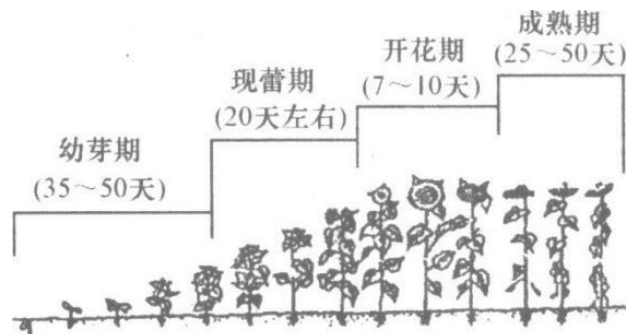 幼芽期
(35～50天)
现蕾期
(20天左右)
开花期
(7～10天)
成熟期
(25～50天)